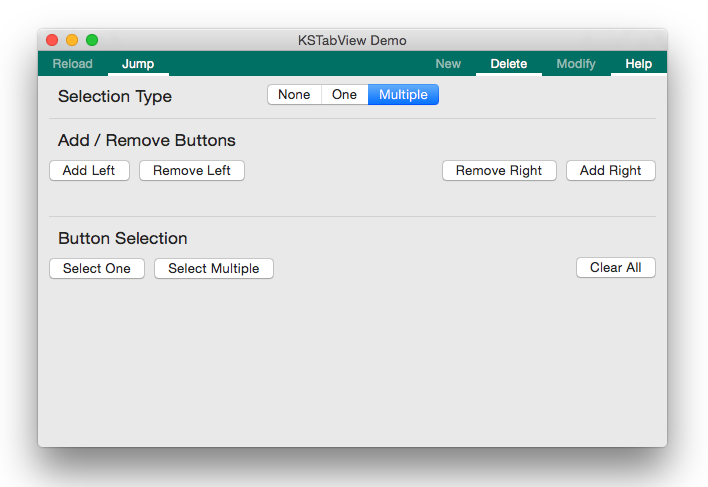 KSTabView Demo
Reload Jump New Delete Modify Help
Selection Type None One Multiple
Add / Remove Buttons
Add Left Remove Left Remove Right Add Right
Button Selection
Select One Select Multiple Clear All